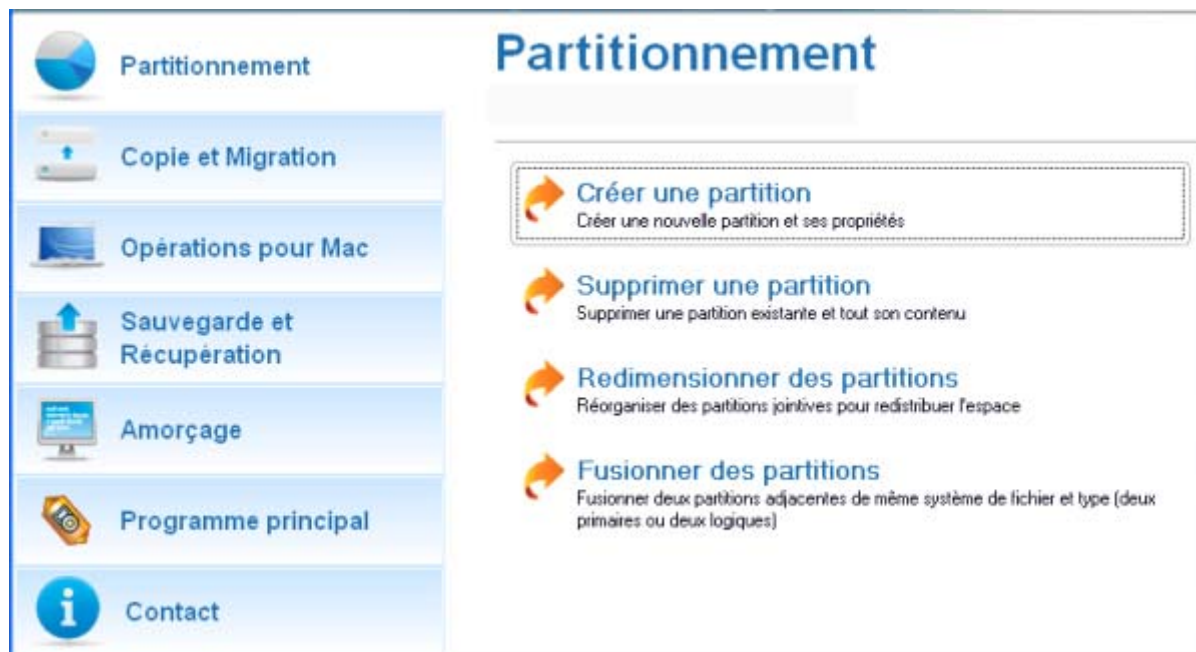 Partitionnement
Copie et Migration
Opérations pour Mac
Sauvegarde et
Récupération
Amorçage
Programme principal
Contact
Partitionnement
Créer une partition
Créer une nouvelle partition et ses propriétés
Supprimer une partition
Supprimer une partition existante et tout son contenu
Redimensionner des partitions
Réorganiser des partitions jointives pour redistribuer l'espace
Fusionner des partitions
Fusionner deux partitions adjacentes de même système de fichier et type (deux
primaires ou deux logiques)